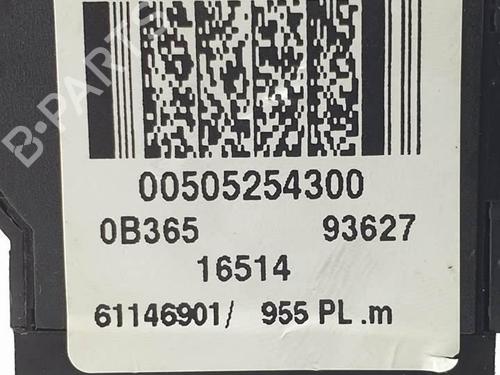 B-PARTS
00505254300
0B365 93627
16514
61146901/ 955 PL .m